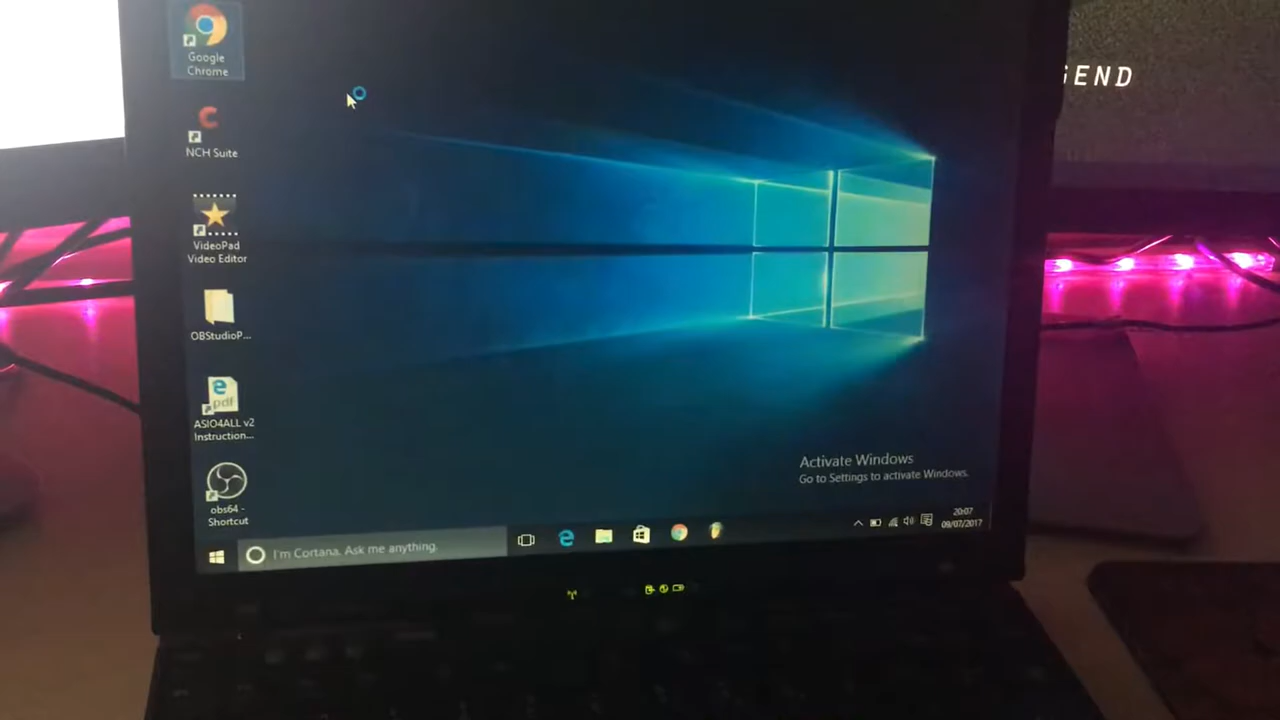 Google
Chrome
GEND
NCH Suite
VideoPad
Video Editor
OBStudioP...
pdf
ASIO4ALL v2
Instruction...
obs64 -
Shortcut
Activate Windows
Go to Settings to activate Windows.
I'm Cortana. Ask me anything.
20:07
09/07/2017